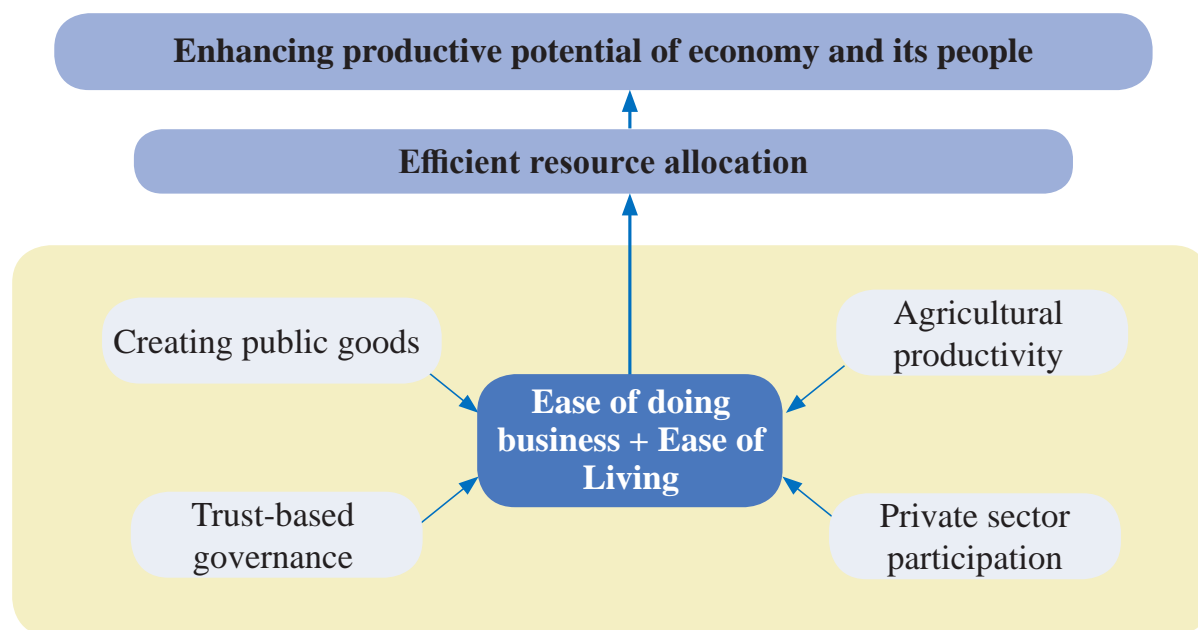 Enhancing productive potential of economy and its people
Efficient resource allocation
Creating public goods
Agricultural
productivity
Ease of doing
business + Ease of
Living
Trust-based
governance
Private sector
participation